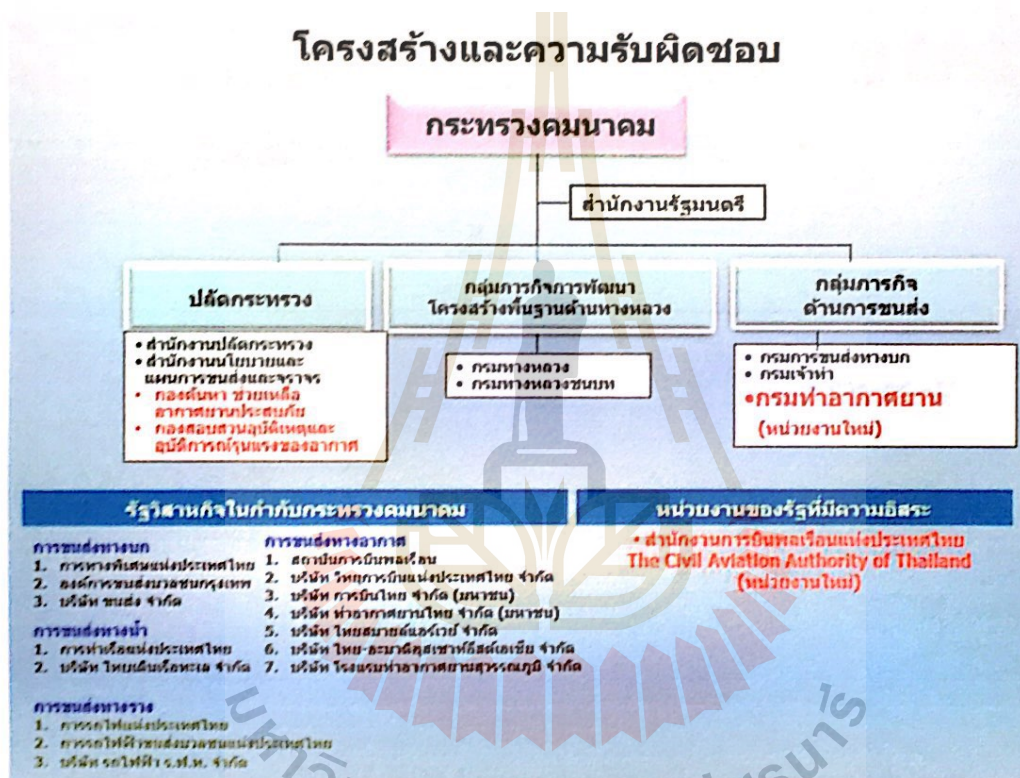 โครงสร้างและความรับผิดชอบ
กระทรวงคมนาคม
สำนักงานรัฐมนตรี
ปลัดกระทรวง
• สำนักงานปลัดกระทรวง
• สำนักงานนโยบายและ
แผนการขนส่งและจราจร
• กองค้นหา ช่วยเหลือ
อากาศยานประสบภัย
• กองสอบสวนอุบัติเหตุและ
อุบัติการณ์รุนแรงของอากาศ
กลุ่มภารกิจการพัฒนา
โครงสร้างพื้นฐานด้านทางหลวง
• กรมทางหลวง
• กรมทางหลวงชนบท
กลุ่มภารกิจ
ด้านการขนส่ง
• กรมการขนส่งทางบก
• กรมเจ้าท่า
•กรมท่าอากาศยาน
(หน่วยงานใหม่)
รัฐวิสาหกิจในกำกับกระทรวงคมนาคม
การขนส่งทางบก
1. การทางพิเศษแห่งประเทศไทย
2. องค์การขนส่งมวลชนกรุงเทพ
3. บริษัท ขนส่ง จำกัด
การขนส่งทางน้ำ
1. การท่าเรือแห่งประเทศไทย
2. บริษัท ไทยเดินเรือทะเล จำกัด
การขนส่งทางราง
1. การรถไฟแห่งประเทศไทย
2. การรถไฟฟ้าขนส่งมวลชนแห่งประเทศไทย
3. บริษัท รถไฟฟ้า ร.ฟ.ท. จำกัด
การขนส่งทางอากาศ
1. สถาบันการบินพลเรือน
2. บริษัท วิทยุการบินแห่งประเทศไทย จำกัด
3. บริษัท การบินไทย จำกัด (มหาชน)
4. บริษัท ท่าอากาศยานไทย จำกัด (มหาชน)
5. บริษัท ไทยสมายล์แอร์เวย์ จำกัด
6. บริษัท ไทย-อะมาดิอุสเซาท์อีสต์เอเชีย จำกัด
7. บริษัท โรงแรมท่าอากาศยานสุวรรณภูมิ จำกัด
หน่วยงานของรัฐที่มีความอิสระ
• สำนักงานการบินพลเรือนแห่งประเทศไทย
The Civil Aviation Authority of Thailand
(หน่วยงานใหม่)